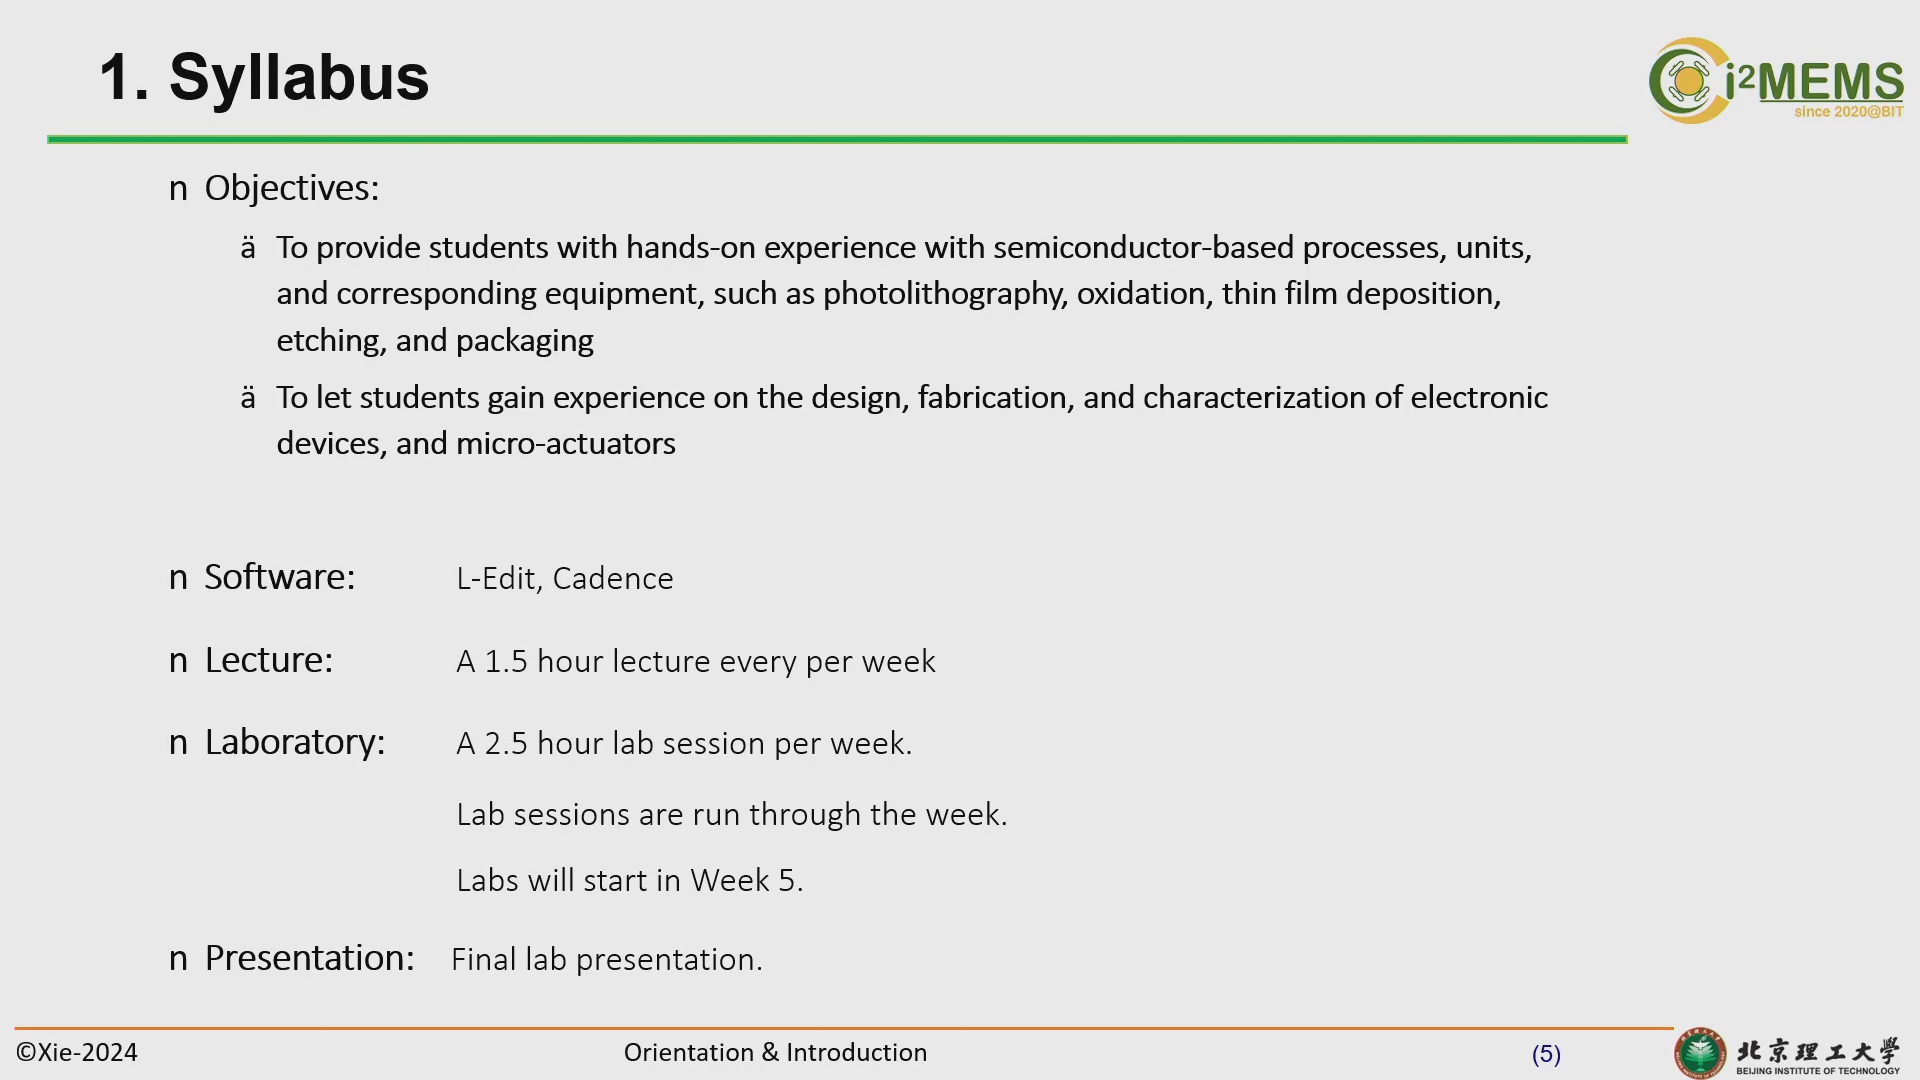 1. Syllabus
i²MEMS
since 2020@BIT
n Objectives:
ä To provide students with hands-on experience with semiconductor-based processes, units,
and corresponding equipment, such as photolithography, oxidation, thin film deposition,
etching, and packaging
ä To let students gain experience on the design, fabrication, and characterization of electronic
devices, and micro-actuators
n Software: L-Edit, Cadence
n Lecture: A 1.5 hour lecture every per week
n Laboratory: A 2.5 hour lab session per week.
Lab sessions are run through the week.
Labs will start in Week 5.
n Presentation: Final lab presentation.
©Xie-2024
Orientation & Introduction
(5)
北京理工大学
BEIJING INSTITUTE OF TECHNOLOGY